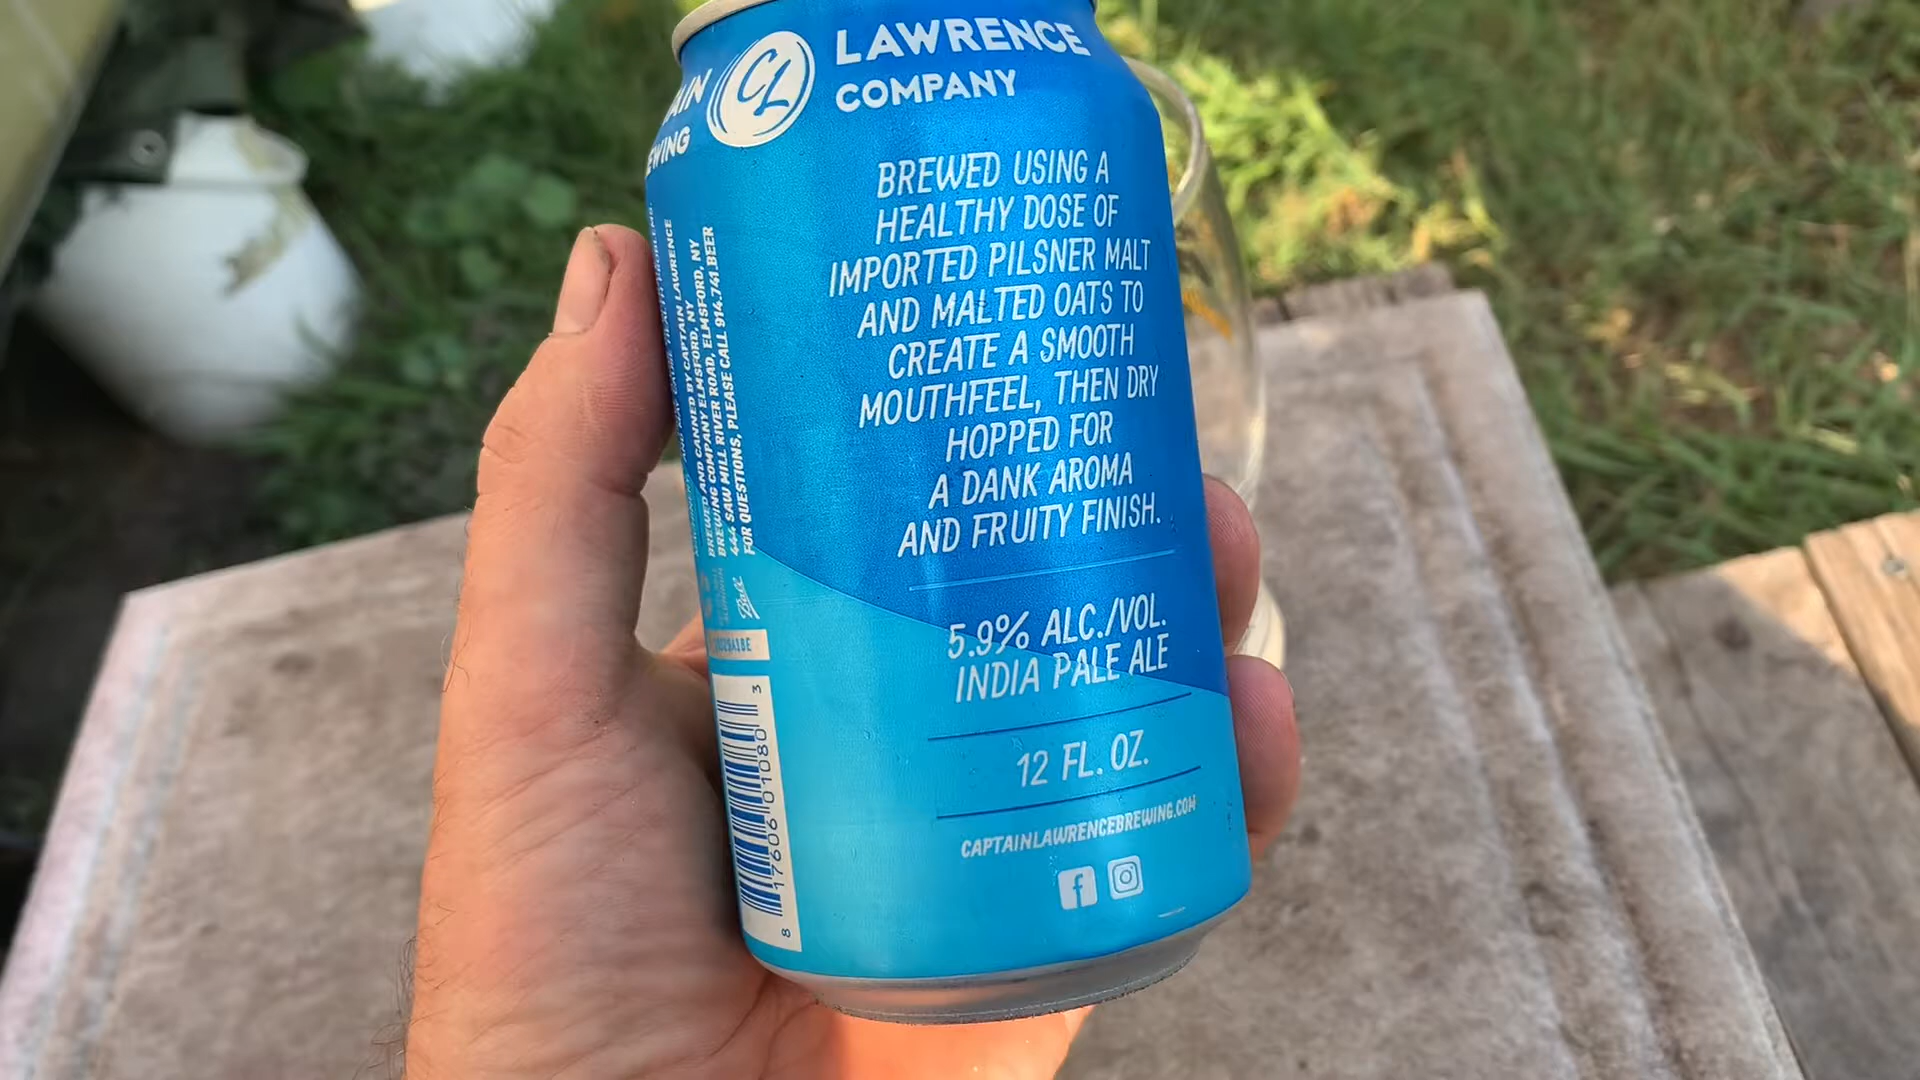 CL
LAWRENCE
COMPANY
EWING
BREWED USING A
HEALTHY DOSE OF
IMPORTED PILSNER MALT
AND MALTED OATS TO
CREATE A SMOOTH
MOUTHFEEL, THEN DRY
HOPPED FOR
A DANK AROMA
AND FRUITY FINISH.
5.9% ALC./VOL.
INDIA PALE ALE
12 FL. OZ.
CAPTAINLAWRENCEBREWING.COM
BREWED AND CANNED BY CAPTAIN LAWRENCE
BREWING COMPANY ELMSFORD, NY
444 SAW MILL RIVER ROAD, ELMSFORD, NY
FOR QUESTIONS, PLEASE CALL 914.741.BEER
Ball
8 17606 01080 3